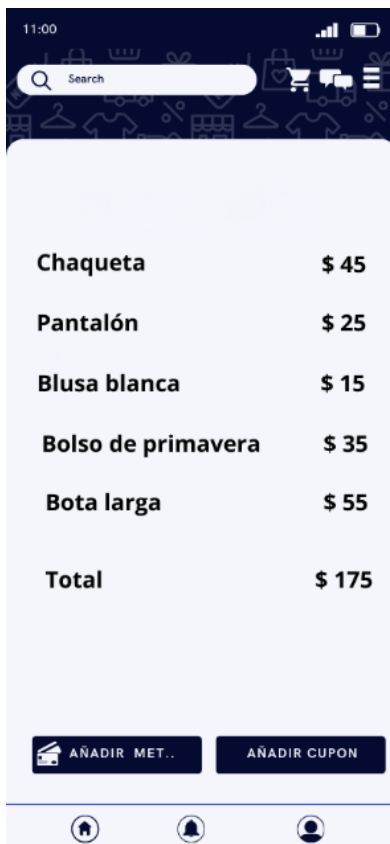 11:00
Search
Chaqueta $ 45
Pantalón $ 25
Blusa blanca $ 15
Bolso de primavera $ 35
Bota larga $ 55
Total $ 175
AÑADIR MET.. AÑADIR CUPON